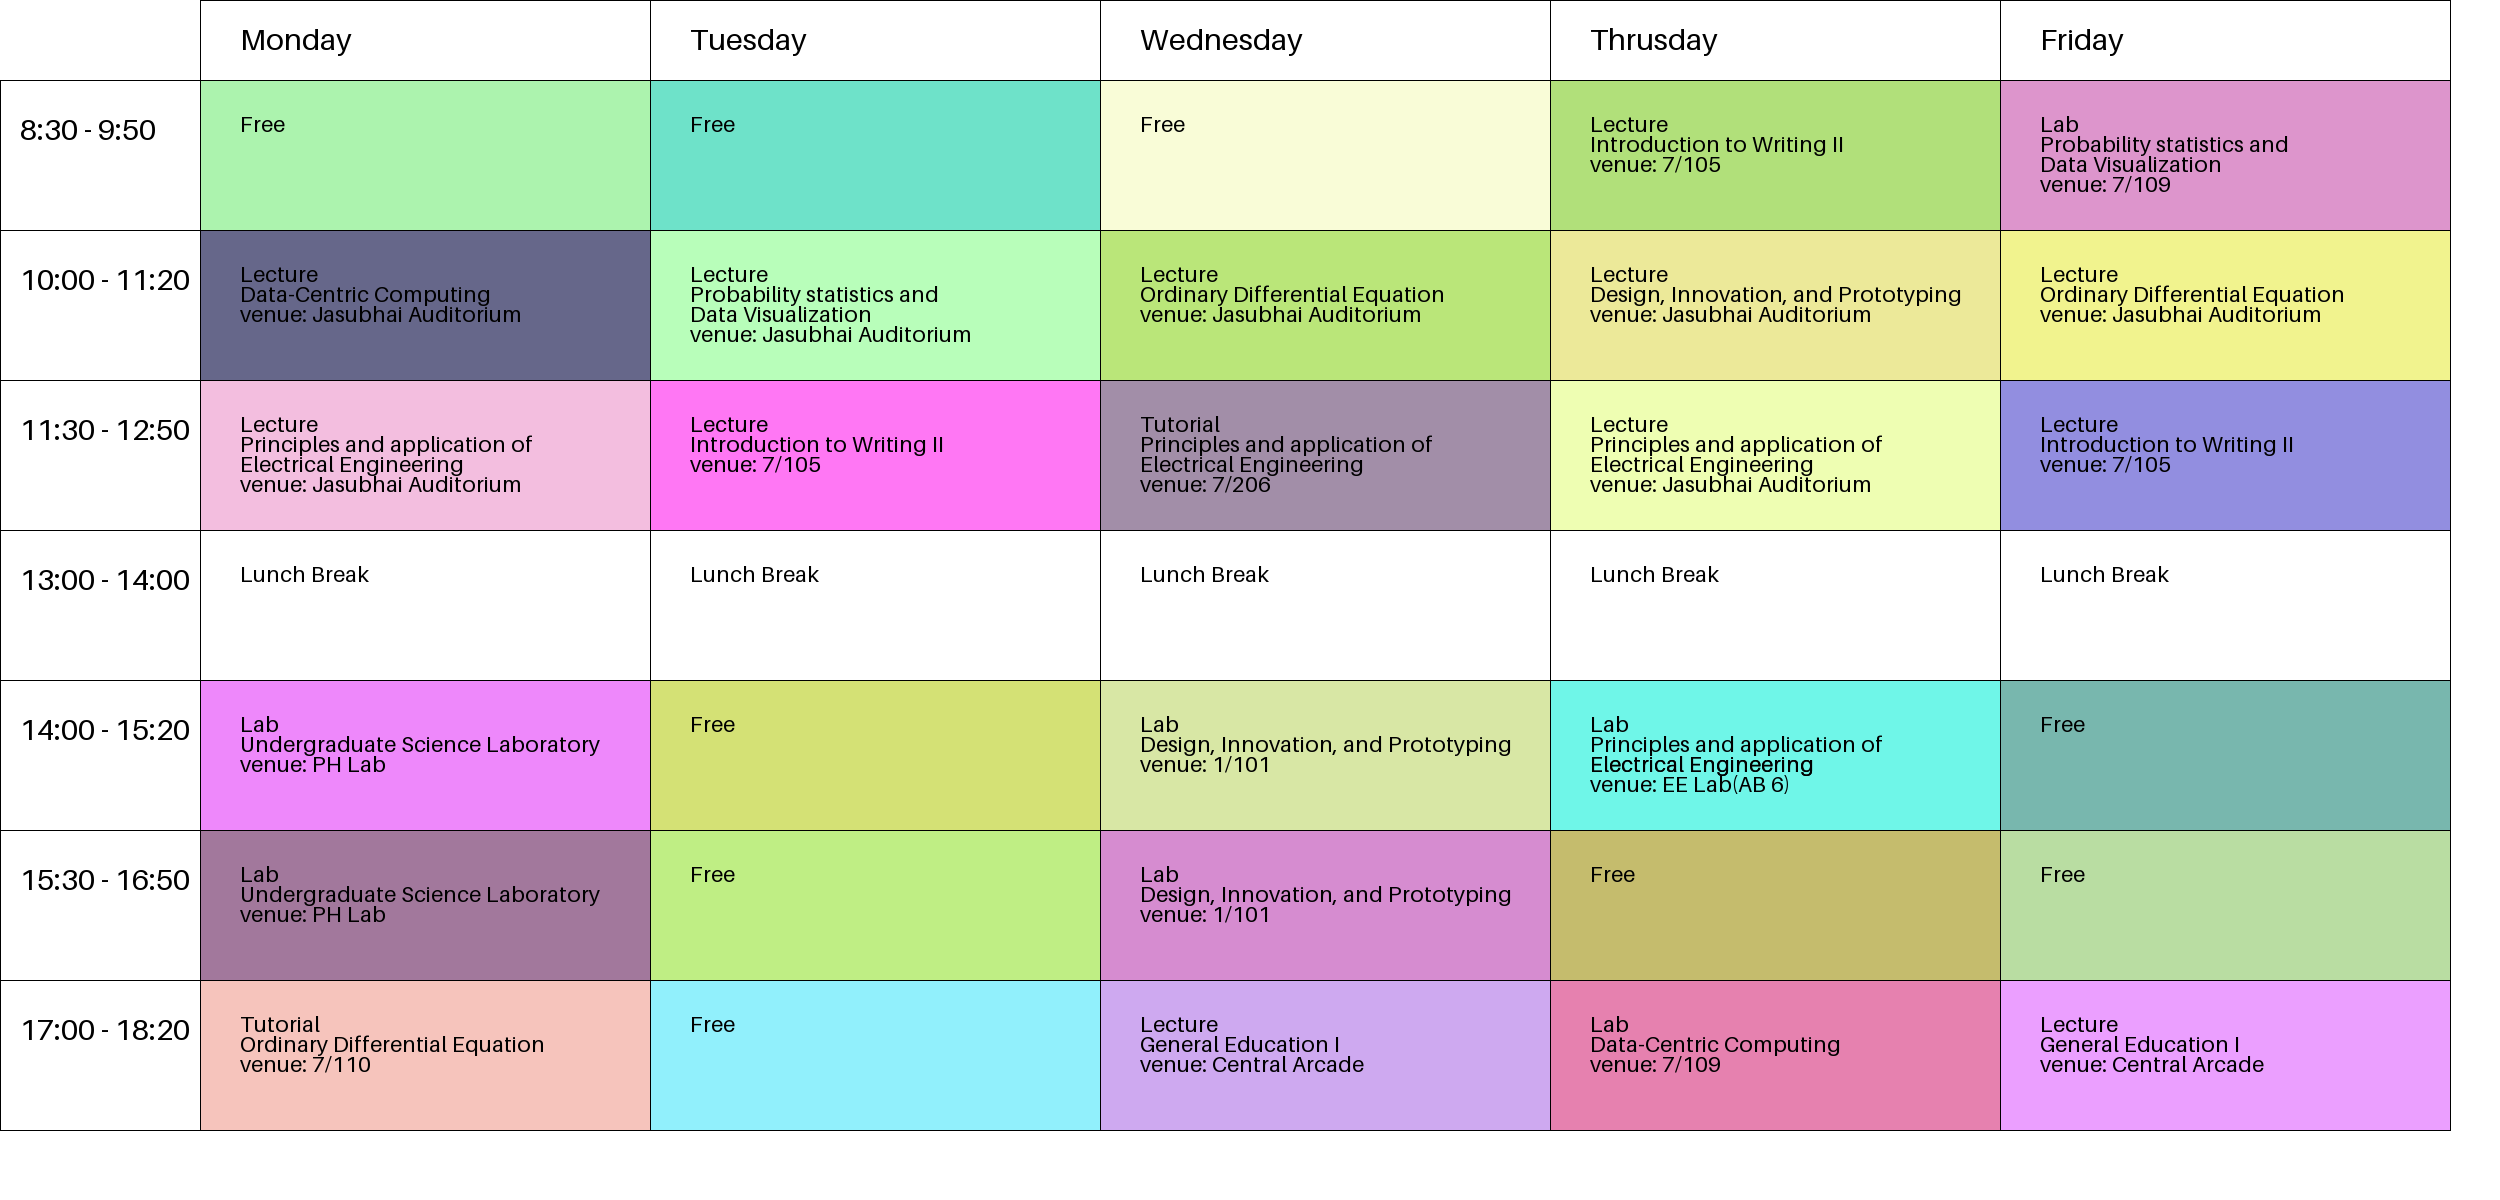 Monday Tuesday Wednesday Thrusday Friday
8:30 - 9:50
Free
Free
Free
Lecture
Introduction to Writing II
venue: 7/105
Lab
Probability statistics and
Data Visualization
venue: 7/109
10:00 - 11:20
Lecture
Data-Centric Computing
venue: Jasubhai Auditorium
Lecture
Probability statistics and
Data Visualization
venue: Jasubhai Auditorium
Lecture
Ordinary Differential Equation
venue: Jasubhai Auditorium
Lecture
Design, Innovation, and Prototyping
venue: Jasubhai Auditorium
Lecture
Ordinary Differential Equation
venue: Jasubhai Auditorium
11:30 - 12:50
Lecture
Principles and application of
Electrical Engineering
venue: Jasubhai Auditorium
Lecture
Introduction to Writing II
venue: 7/105
Tutorial
Principles and application of
Electrical Engineering
venue: 7/206
Lecture
Principles and application of
Electrical Engineering
venue: Jasubhai Auditorium
Lecture
Introduction to Writing II
venue: 7/105
13:00 - 14:00
Lunch Break
Lunch Break
Lunch Break
Lunch Break
Lunch Break
14:00 - 15:20
Lab
Undergraduate Science Laboratory
venue: PH Lab
Free
Lab
Design, Innovation, and Prototyping
venue: 1/101
Lab
Principles and application of
Electrical Engineering
venue: EE Lab(AB 6)
Free
15:30 - 16:50
Lab
Undergraduate Science Laboratory
venue: PH Lab
Free
Lab
Design, Innovation, and Prototyping
venue: 1/101
Free
Free
17:00 - 18:20
Tutorial
Ordinary Differential Equation
venue: 7/110
Free
Lecture
General Education I
venue: Central Arcade
Lab
Data-Centric Computing
venue: 7/109
Lecture
General Education I
venue: Central Arcade